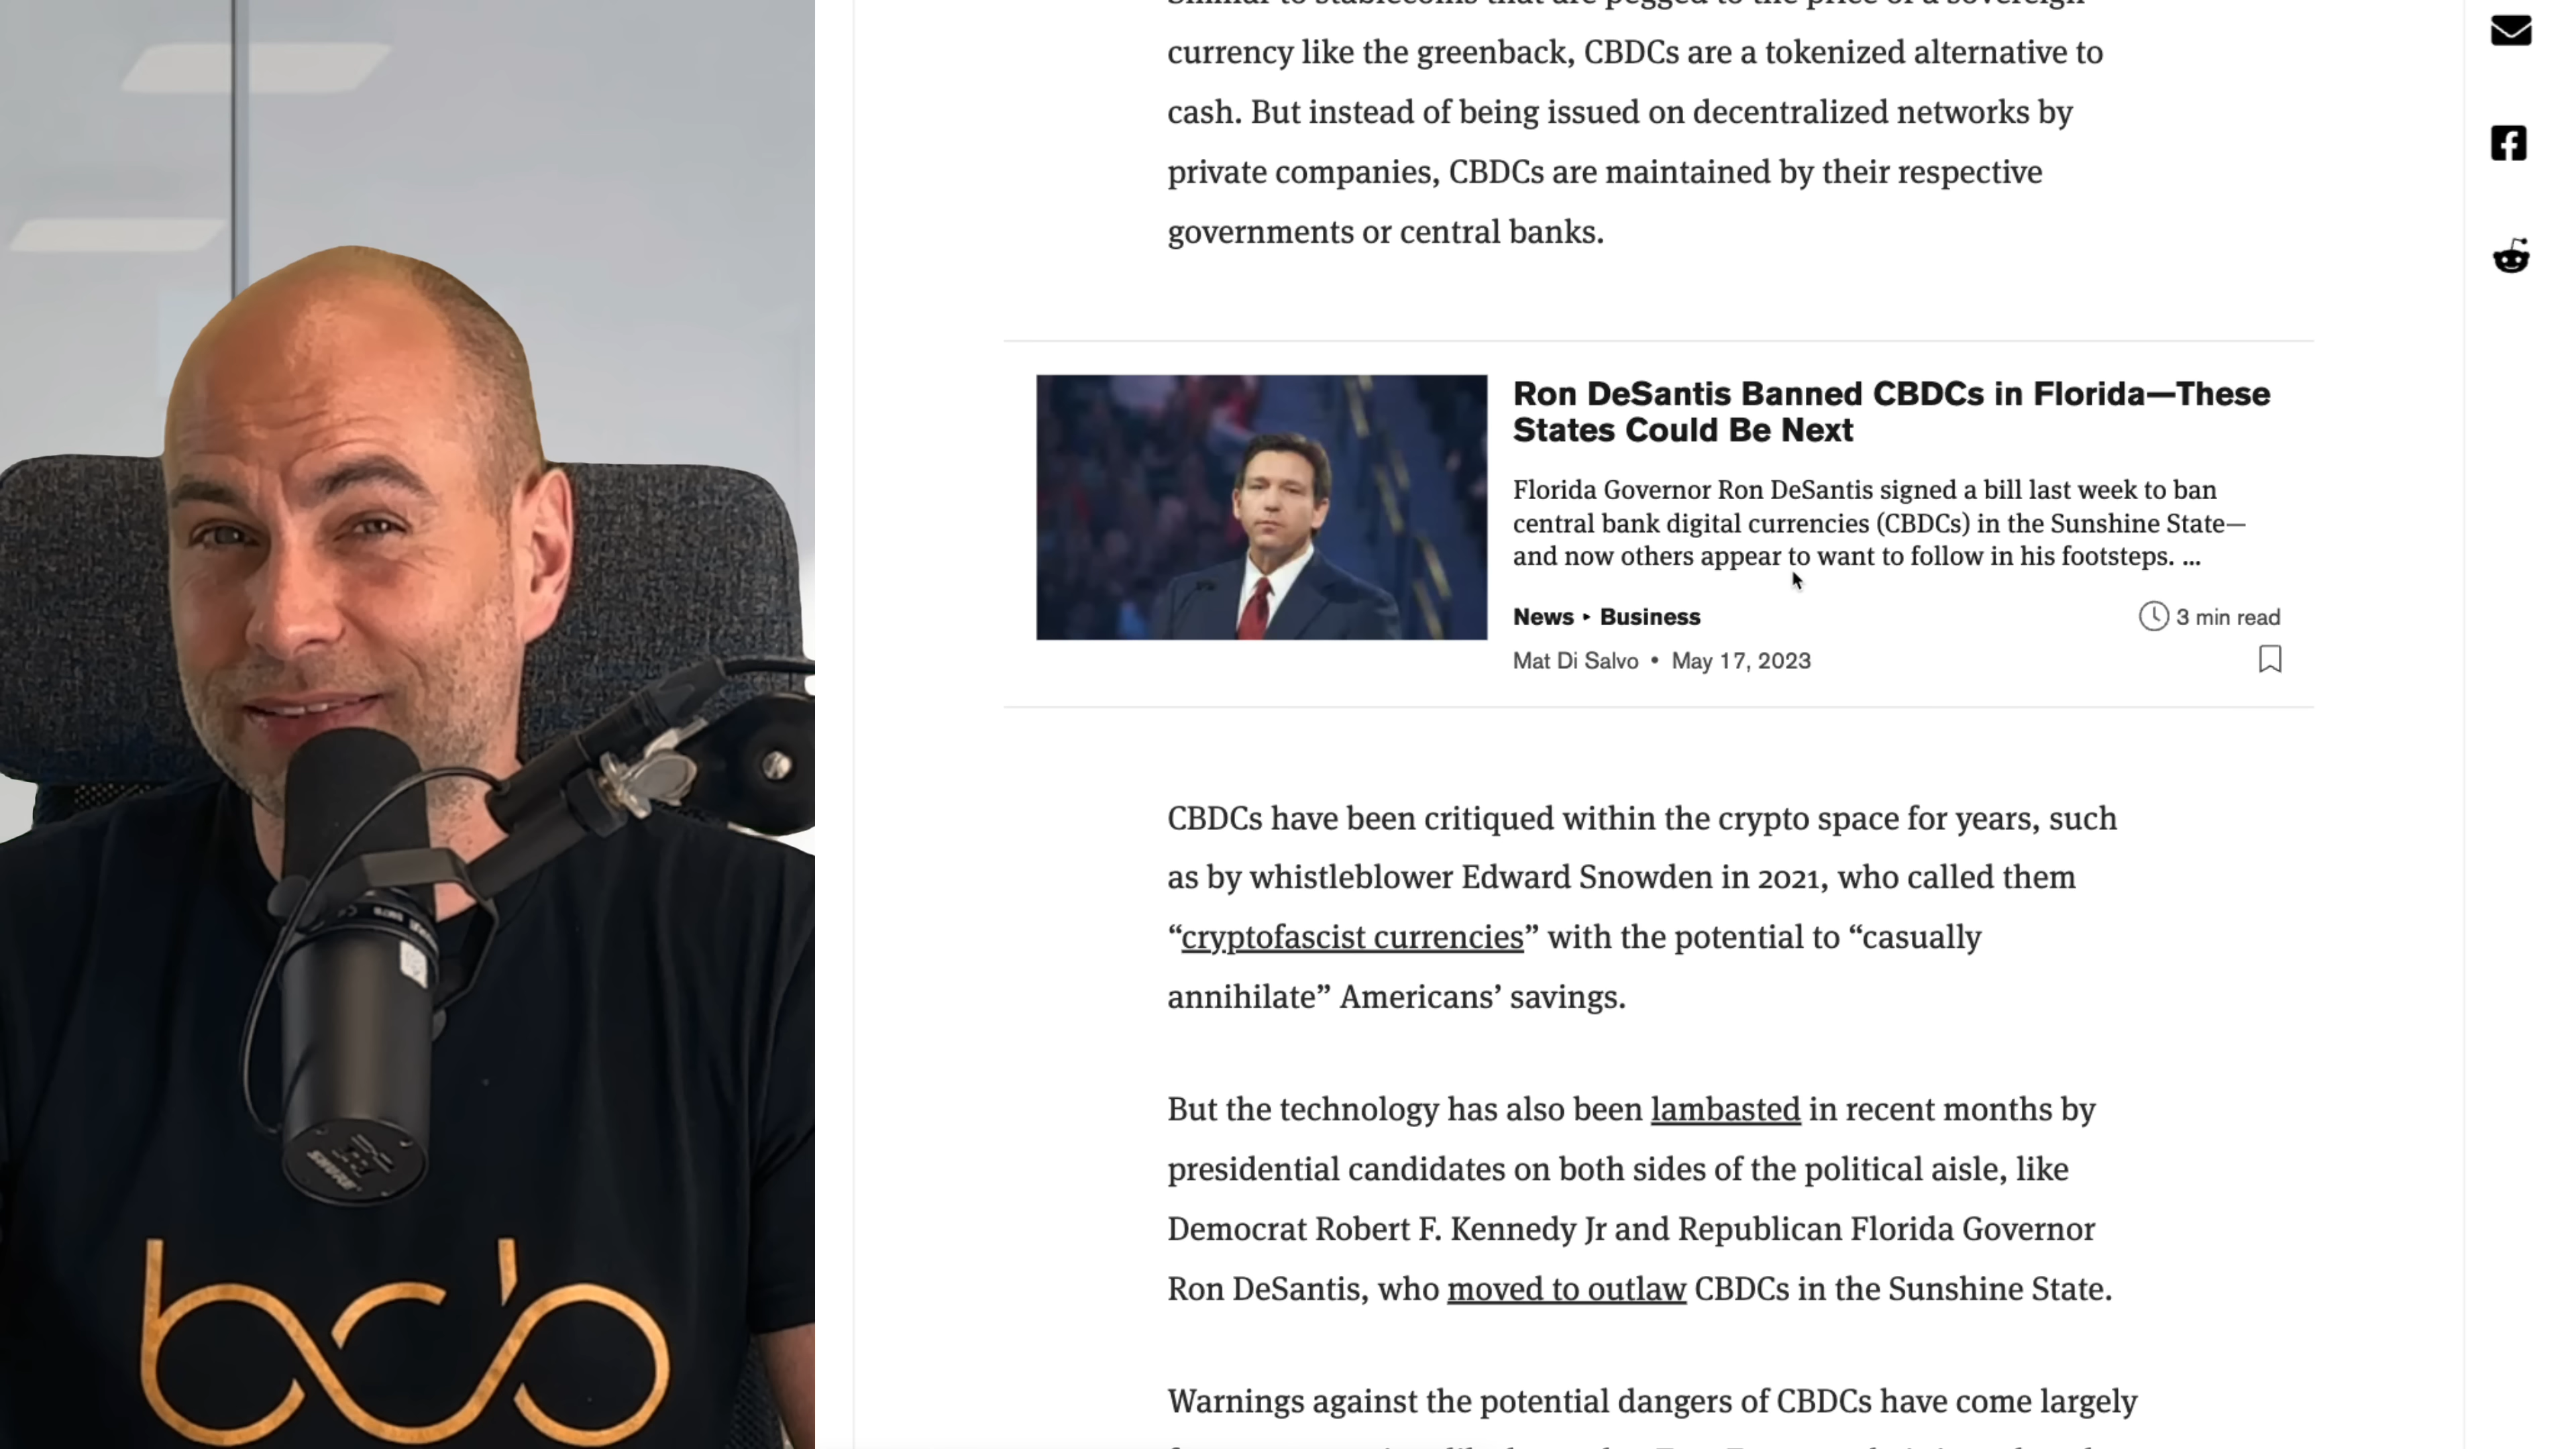 currency like the greenback, CBDCs are a tokenized alternative to
cash. But instead of being issued on decentralized networks by
private companies, CBDCs are maintained by their respective
governments or central banks.
Ron DeSantis Banned CBDCs in Florida—These
States Could Be Next
Florida Governor Ron DeSantis signed a bill last week to ban
central bank digital currencies (CBDCs) in the Sunshine State—
and now others appear to want to follow in his footsteps. ...
News ▸ Business
3 min read
Mat Di Salvo • May 17, 2023
CBDCs have been critiqued within the crypto space for years, such
as by whistleblower Edward Snowden in 2021, who called them
“cryptofascist currencies” with the potential to “casually
annihilate” Americans’ savings.
But the technology has also been lambasted in recent months by
presidential candidates on both sides of the political aisle, like
Democrat Robert F. Kennedy Jr and Republican Florida Governor
Ron DeSantis, who moved to outlaw CBDCs in the Sunshine State.
Warnings against the potential dangers of CBDCs have come largely
SHURE
bcb